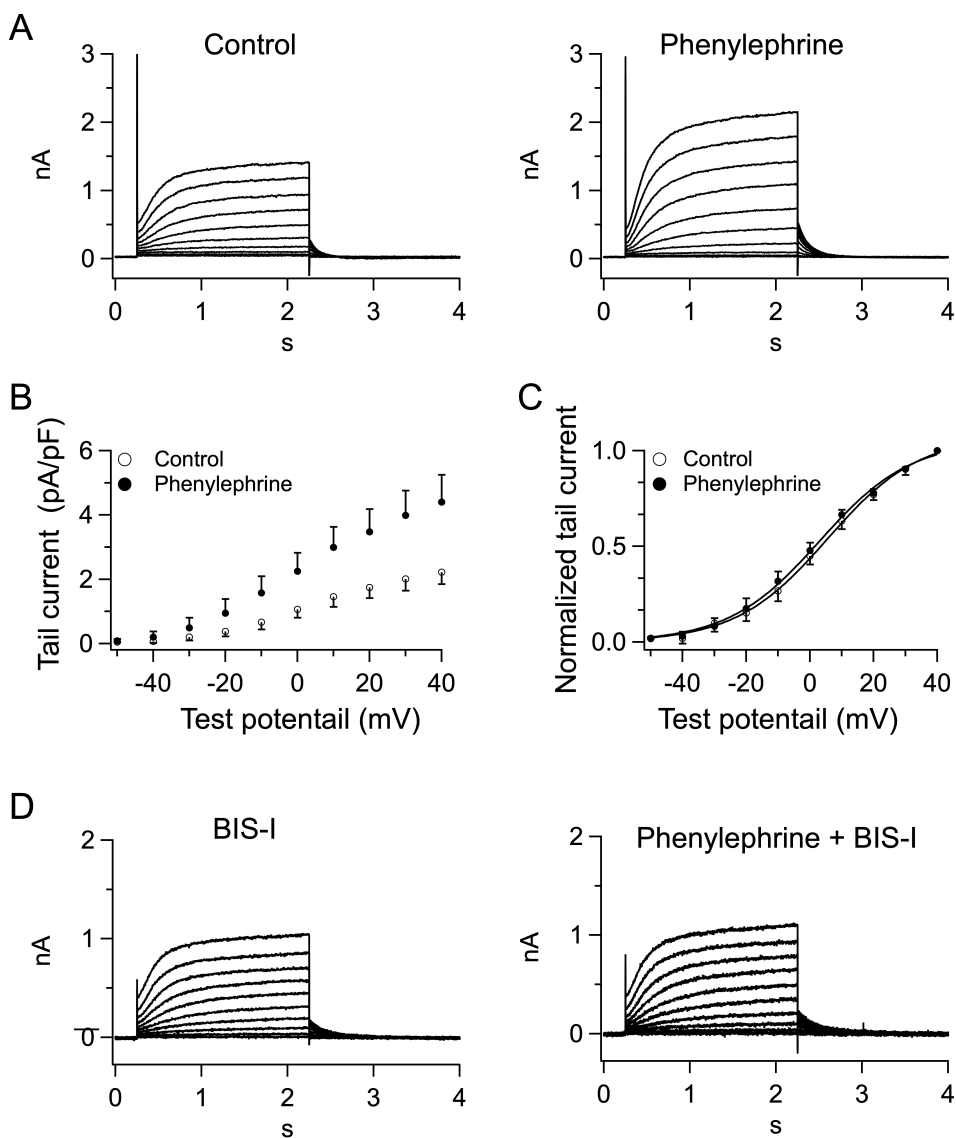 A
Control
Phenylephrine
3
2
1
0
nA
0 1 2 3 4
s
3
2
1
0
nA
0 1 2 3 4
s
B
Tail current (pA/pF)
6
4
2
0
Control
Phenylephrine
-40 -20 0 20 40
Test potentail (mV)
C
Normalized tail current
1.0
0.5
0.0
Control
Phenylephrine
-40 -20 0 20 40
Test potentail (mV)
D
BIS-I
Phenylephrine + BIS-I
2
1
0
nA
0 1 2 3 4
s
2
1
0
nA
0 1 2 3 4
s